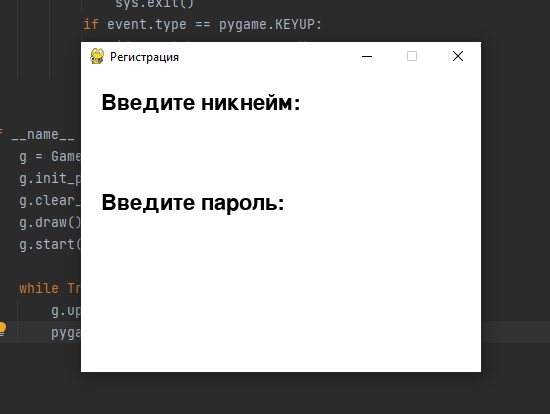 sys.exit()
if event.type == pygame.KEYUP:
Регистрация
Введите никнейм:
__name__
g = Game
g.init_p
g.clear_
Введите пароль:
g.draw()
g.start(
while Tr
g.up
pyga